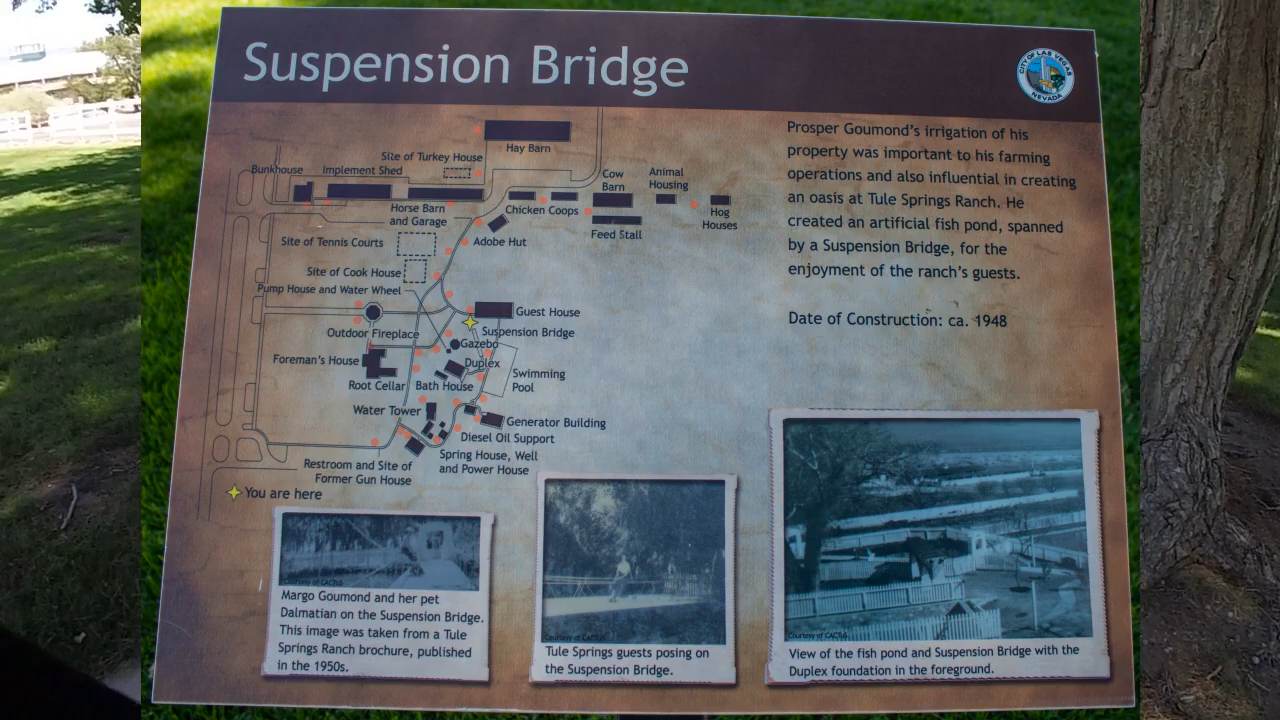 Suspension Bridge
CITY OF LAS VEGAS
NEVADA
Prosper Goumond's irrigation of his
property was important to his farming
operations and also influential in creating
an oasis at Tule Springs Ranch. He
created an artificial fish pond, spanned
by a Suspension Bridge, for the
enjoyment of the ranch's guests.
Date of Construction: ca. 1948
Hay Barn
Site of Turkey House
Bunkhouse
Implement Shed
Cow
Barn
Animal
Housing
Horse Barn
and Garage
Chicken Coops
Hog
Houses
Feed Stall
Site of Tennis Courts
Adobe Hut
Site of Cook House
Pump House and Water Wheel
Guest House
Outdoor Fireplace
Suspension Bridge
Gazebo
Foreman's House
Duplex
Swimming
Pool
Root Cellar
Bath House
Water Tower
Generator Building
Diesel Oil Support
Spring House, Well
and Power House
Restroom and Site of
Former Gun House
You are here
Courtesy of CACTUS
Margo Goumond and her pet
Dalmatian on the Suspension Bridge.
This image was taken from a Tule
Springs Ranch brochure, published
in the 1950s.
Courtesy of CACTUS
Tule Springs guests posing on
the Suspension Bridge.
Courtesy of CACTUS
View of the fish pond and Suspension Bridge with the
Duplex foundation in the foreground.